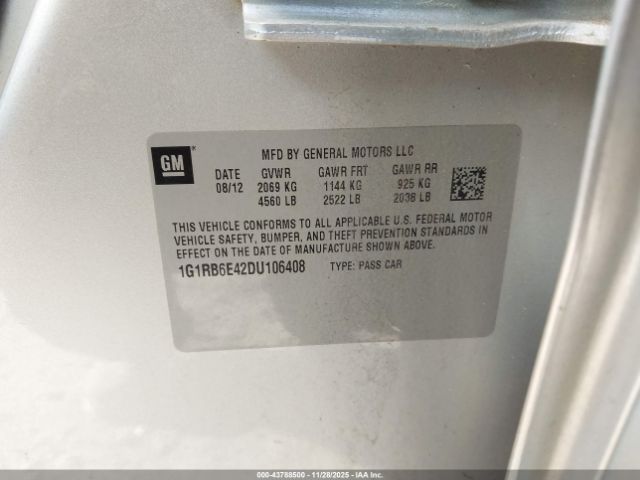 GM
MFD BY GENERAL MOTORS LLC
DATE GVWR GAWR FRT GAWR RR
08/12 2069 KG 1144 KG 925 KG
4560 LB 2522 LB 2038 LB
THIS VEHICLE CONFORMS TO ALL APPLICABLE U.S. FEDERAL MOTOR
VEHICLE SAFETY, BUMPER, AND THEFT PREVENTION STANDARDS IN
EFFECT ON THE DATE OF MANUFACTURE SHOWN ABOVE.
1G1RB6E42DU106408 TYPE: PASS CAR
000-43788500 | 11/28/2025 - IAAI.COM